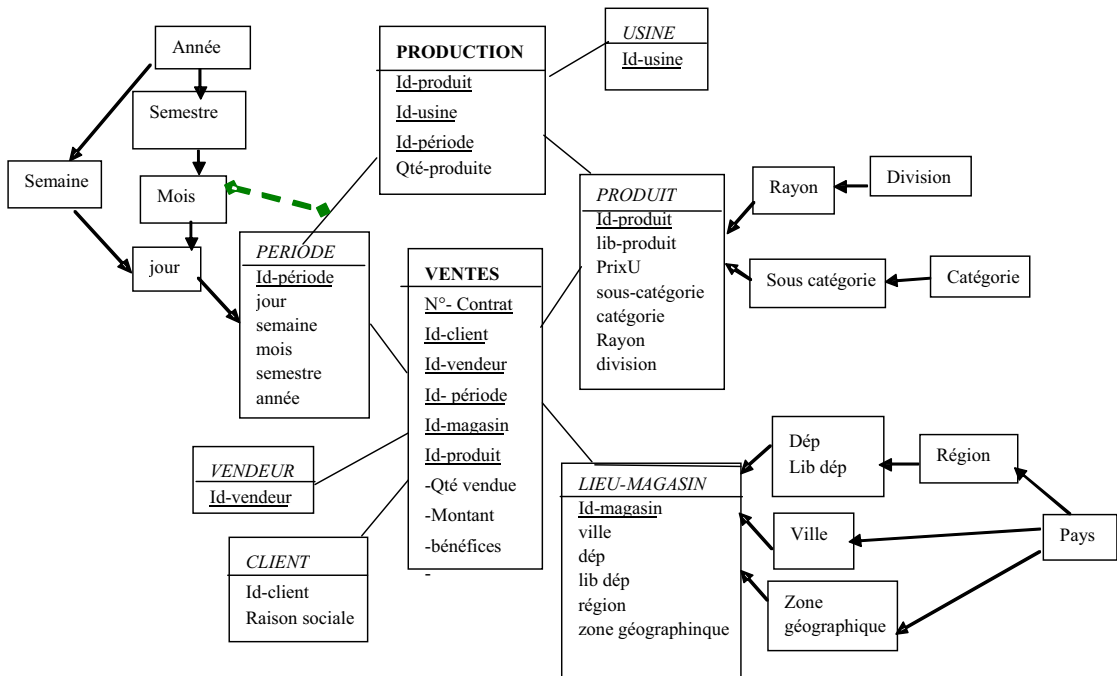 Année
Semestre
Semaine
Mois
jour
PRODUCTION
Id-produit
Id-usine
Id-période
Qté-produite
USINE
Id-usine
PERIODE
Id-période
jour
semaine
mois
semestre
année
VENTES
N°- Contrat
Id-client
Id-vendeur
Id- période
Id-magasin
Id-produit
-Qté vendue
-Montant
-bénéfices
-
PRODUIT
Id-produit
lib-produit
PrixU
sous-catégorie
catégorie
Rayon
division
Rayon
Division
Sous catégorie
Catégorie
VENDEUR
Id-vendeur
CLIENT
Id-client
Raison sociale
LIEU-MAGASIN
Id-magasin
ville
dép
lib dép
région
zone géographinque
Dép
Lib dép
Région
Ville
Pays
Zone
géographique